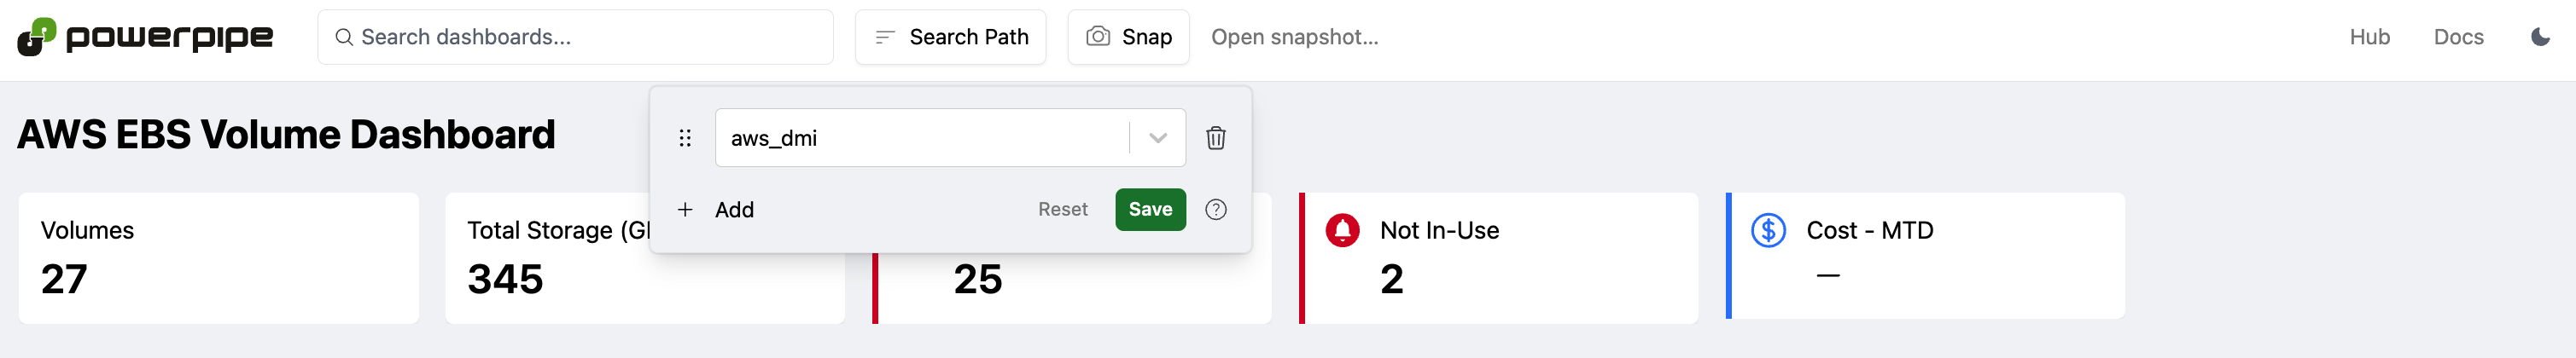 powerpipe
Search dashboards...
Search Path
Snap
Open snapshot...
Hub
Docs
AWS EBS Volume Dashboard
aws_dmi
+ Add
Reset
Save
?
Volumes
27
Total Storage (G
345
25
Not In-Use
2
$ Cost - MTD
—